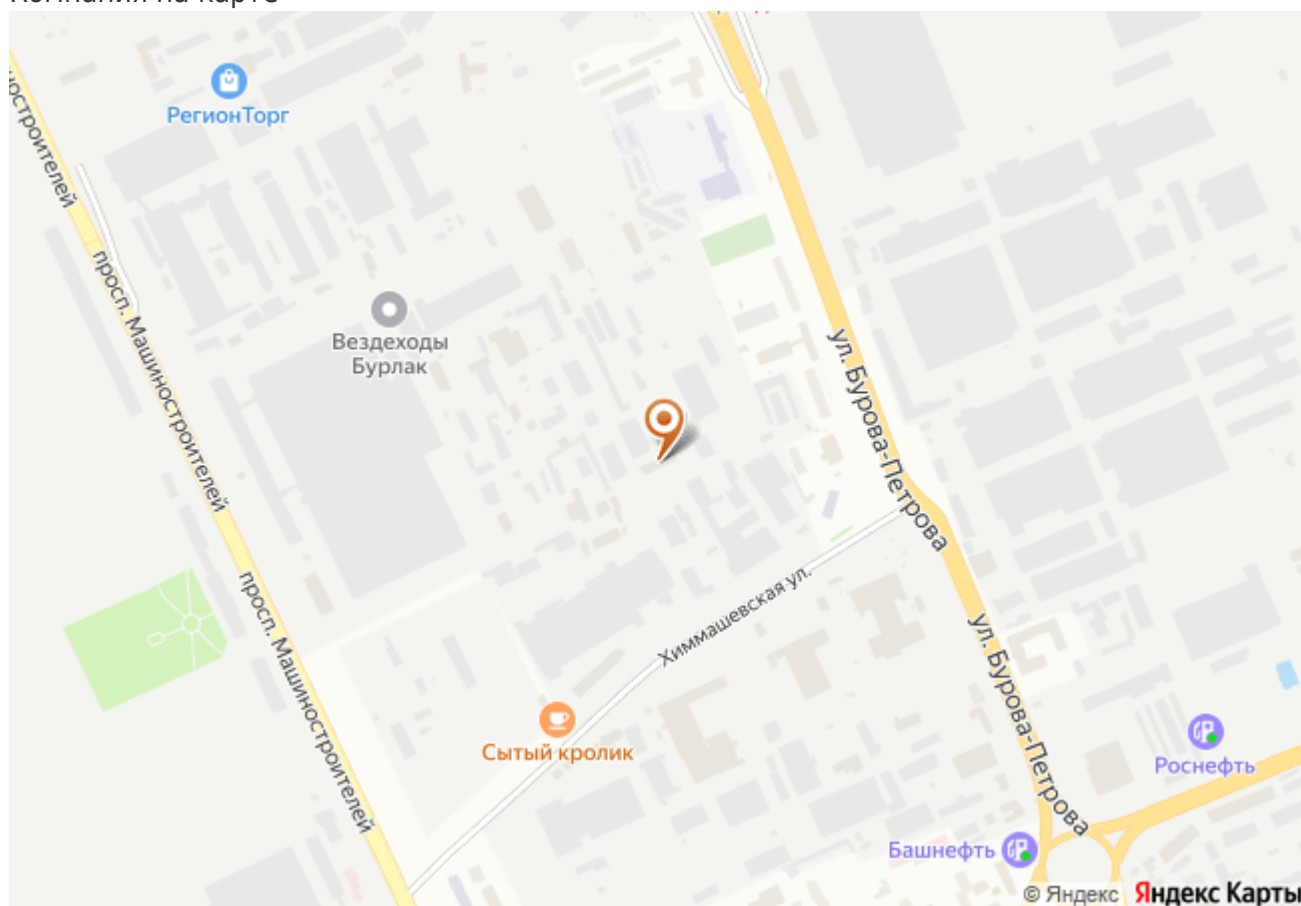 РегионТорг
остроителей
просп. Машиностроителей
Вездеходы
Бурлак
ул. Бурова-Петрова
Химмашевская ул.
просп. Машиностроителей
ул. Бурова-Петрова
Сытый кролик
Роснефть
Башнефть
© Яндекс Яндекс Карты